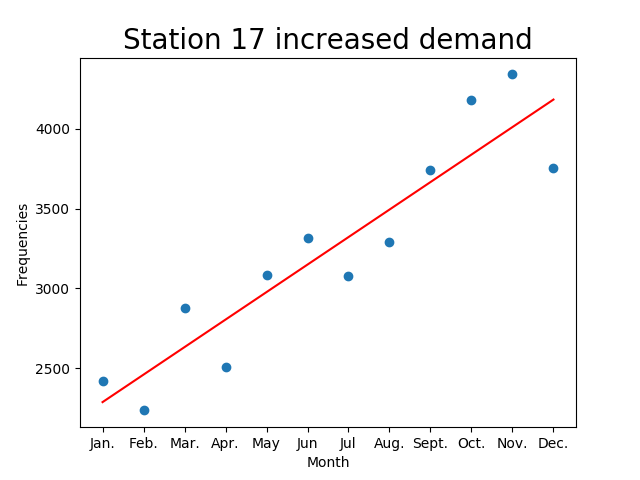 Station 17 increased demand
Frequencies
4000
3500
3000
2500
Jan. Feb. Mar. Apr. May Jun Jul Aug. Sept. Oct. Nov. Dec.
Month